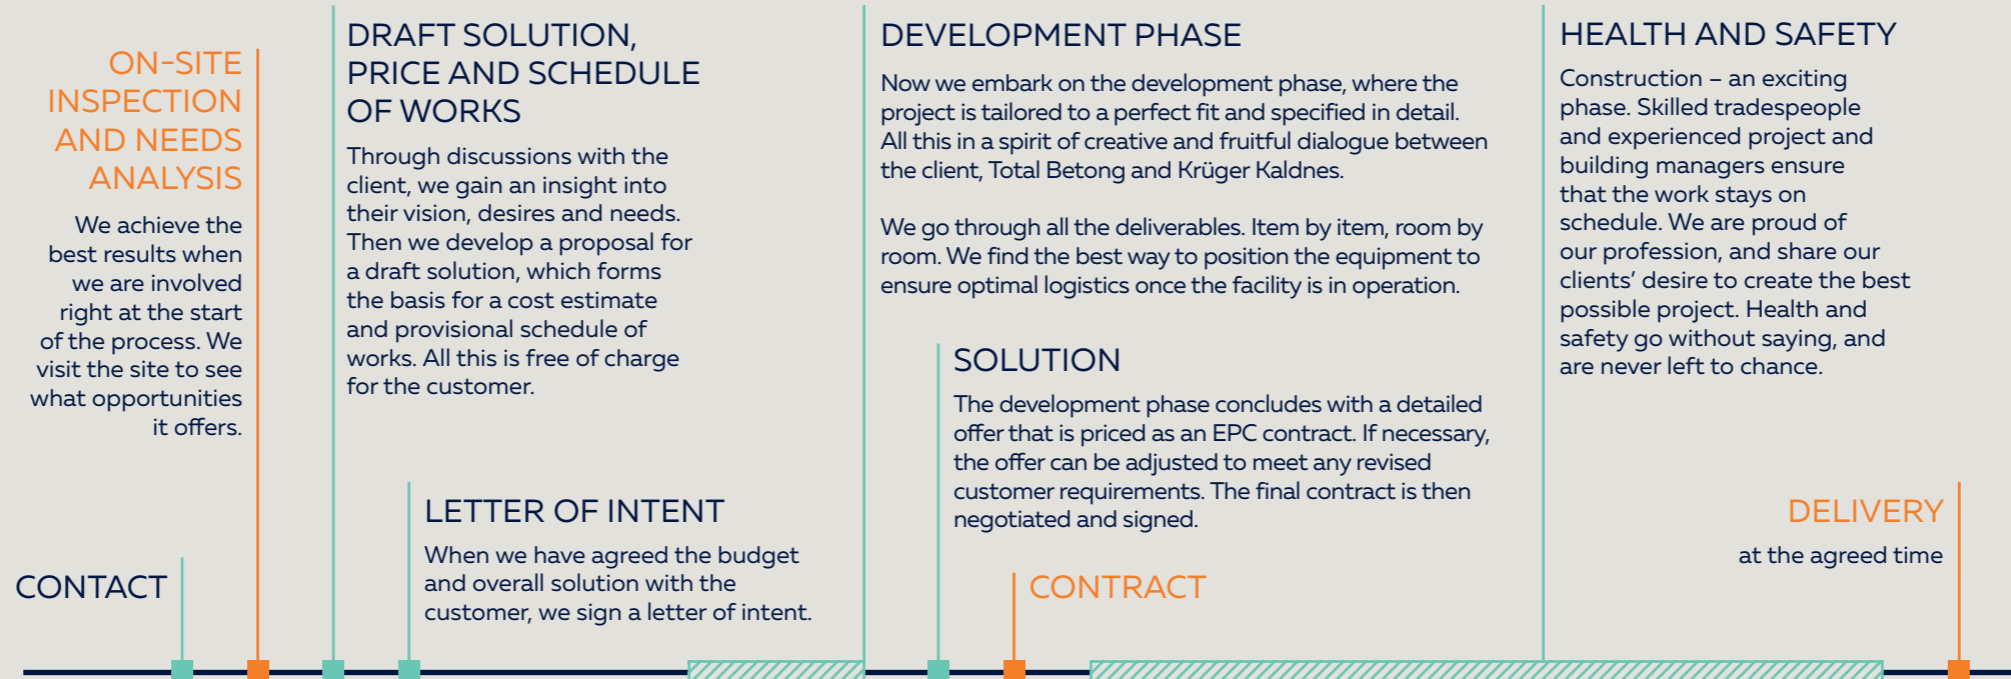 CONTACT
ON-SITE
INSPECTION
AND NEEDS
ANALYSIS
We achieve the
best results when
we are involved
right at the start
of the process. We
visit the site to see
what opportunities
it offers.
DRAFT SOLUTION,
PRICE AND SCHEDULE
OF WORKS
Through discussions with the
client, we gain an insight into
their vision, desires and needs.
Then we develop a proposal for
a draft solution, which forms
the basis for a cost estimate
and provisional schedule of
works. All this is free of charge
for the customer.
LETTER OF INTENT
When we have agreed the budget
and overall solution with the
customer, we sign a letter of intent.
DEVELOPMENT PHASE
Now we embark on the development phase, where the
project is tailored to a perfect fit and specified in detail.
All this in a spirit of creative and fruitful dialogue between
the client, Total Betong and Krüger Kaldnes.
We go through all the deliverables. Item by item, room by
room. We find the best way to position the equipment to
ensure optimal logistics once the facility is in operation.
SOLUTION
The development phase concludes with a detailed
offer that is priced as an EPC contract. If necessary,
the offer can be adjusted to meet any revised
customer requirements. The final contract is then
negotiated and signed.
CONTRACT
HEALTH AND SAFETY
Construction – an exciting
phase. Skilled tradespeople
and experienced project and
building managers ensure
that the work stays on
schedule. We are proud of
our profession, and share our
clients’ desire to create the best
possible project. Health and
safety go without saying, and
are never left to chance.
DELIVERY
at the agreed time